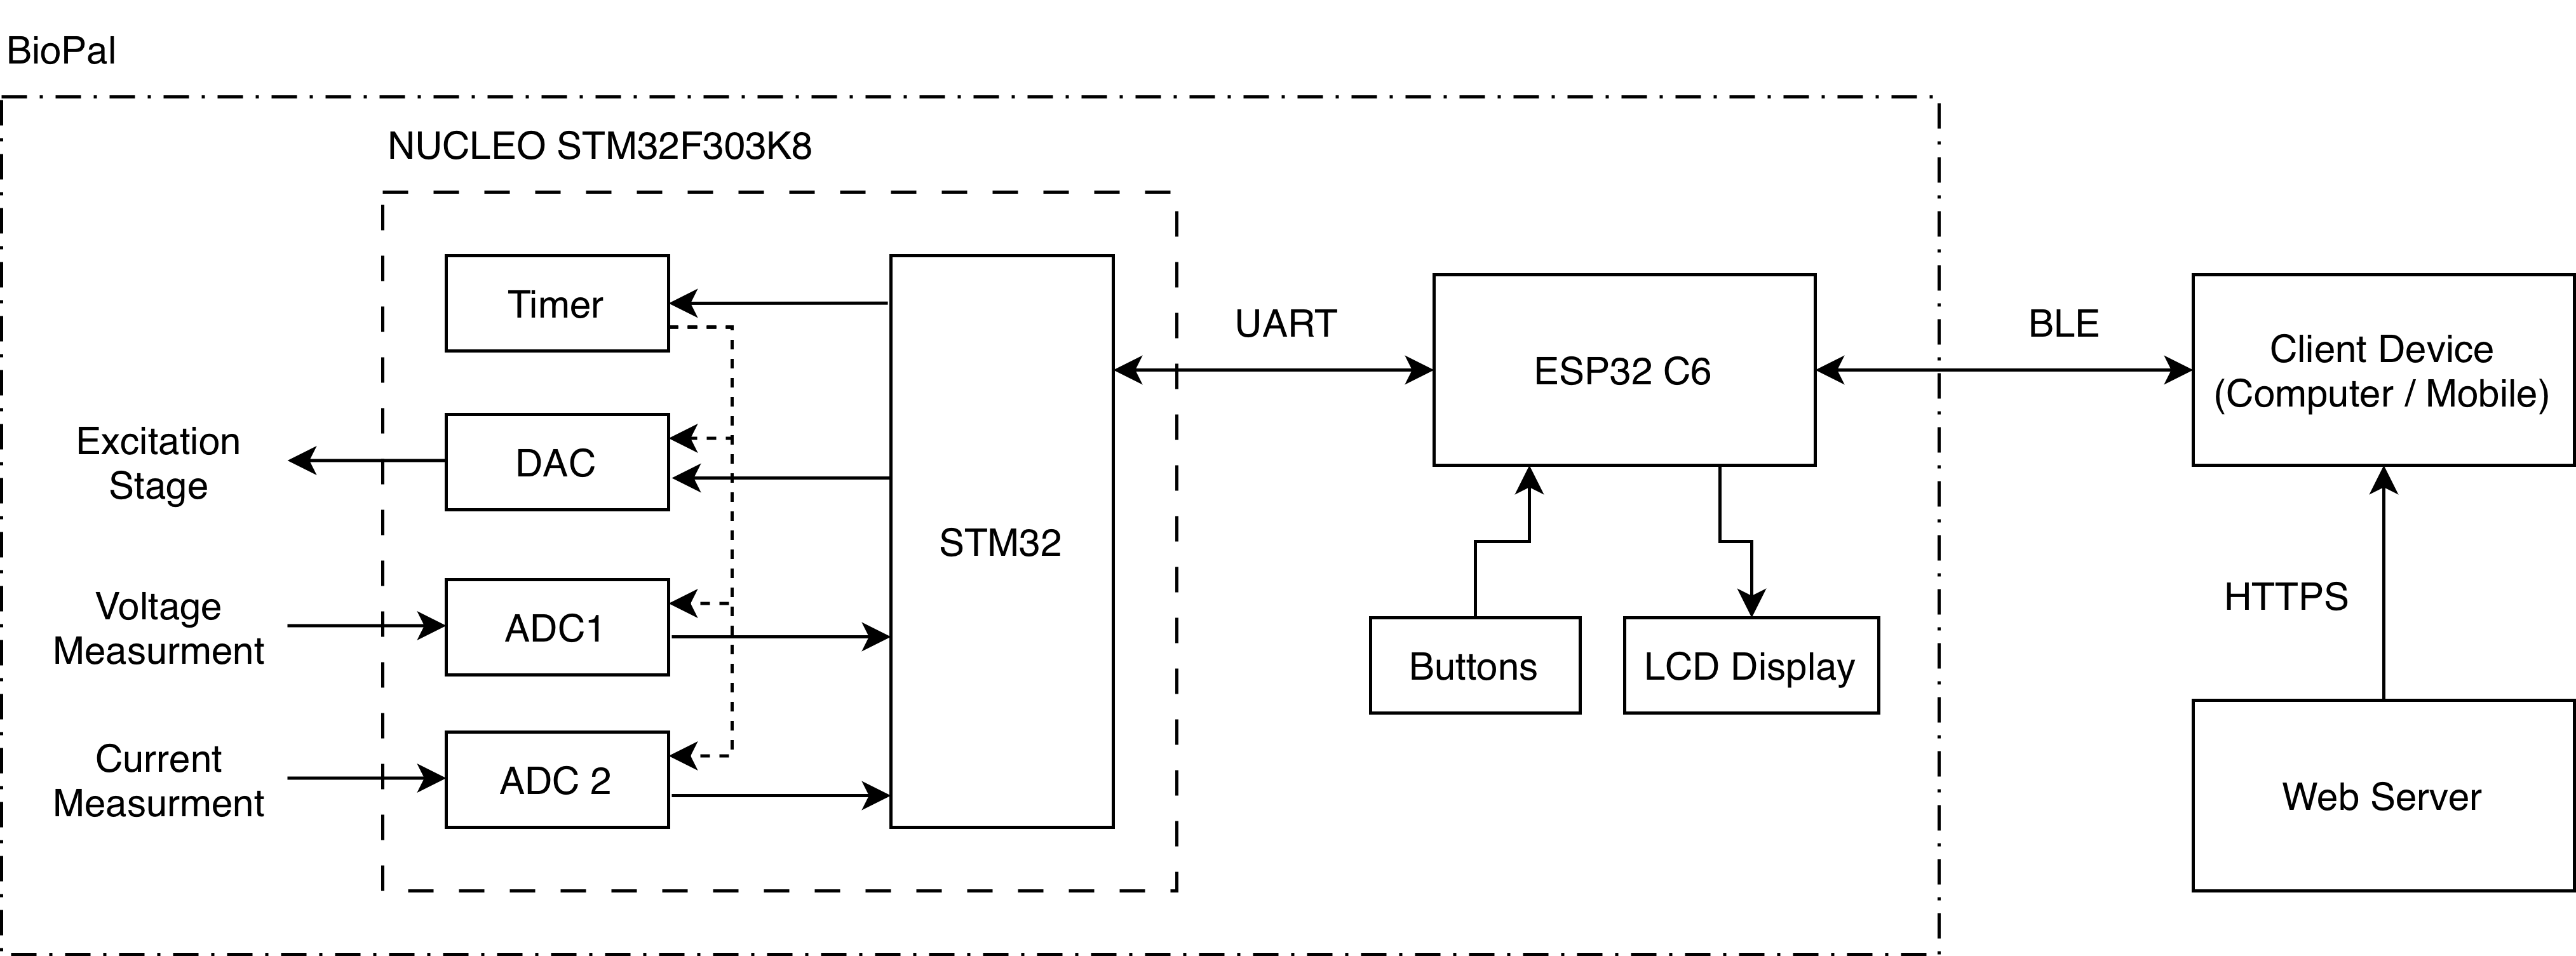 BioPal
NUCLEO STM32F303K8
Timer
DAC
ADC1
ADC 2
STM32
Excitation
Stage
Voltage
Measurment
Current
Measurment
UART
ESP32 C6
Buttons
LCD Display
BLE
Client Device
(Computer / Mobile)
HTTPS
Web Server